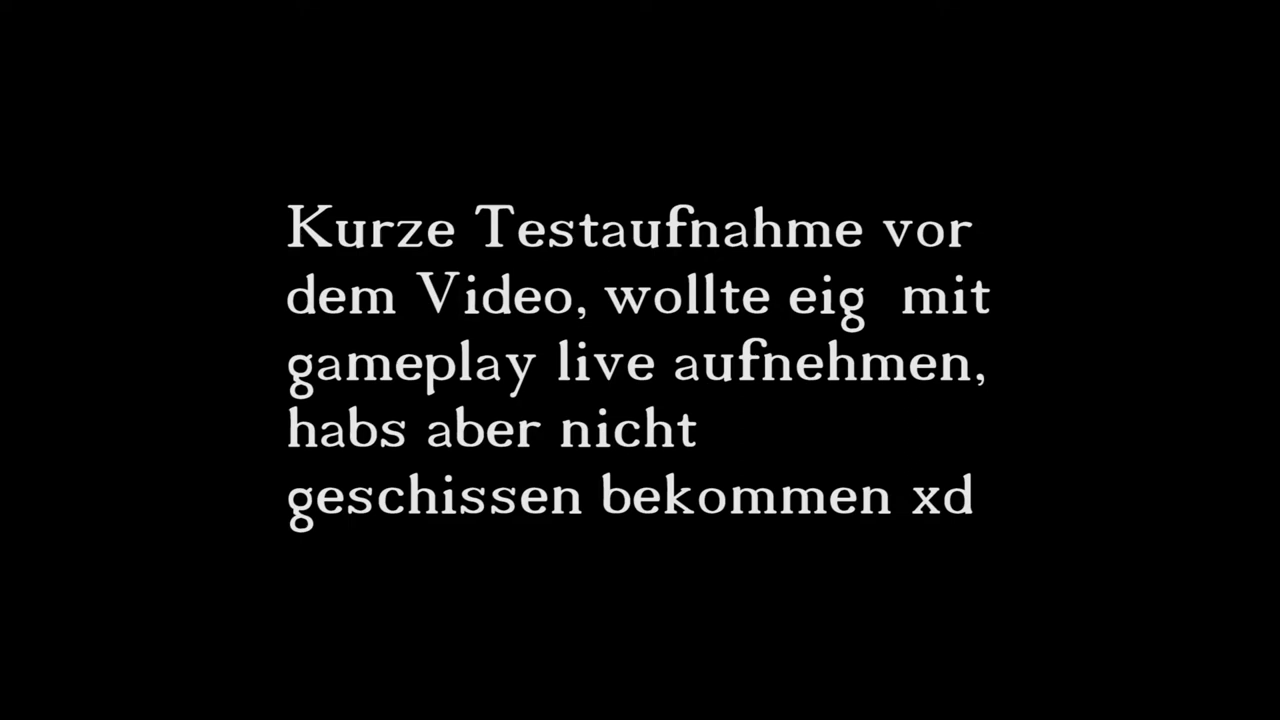 Kurze Testaufnahme vor
dem Video, wollte eig  mit
gameplay live aufnehmen,
habs aber nicht
geschissen bekommen xd